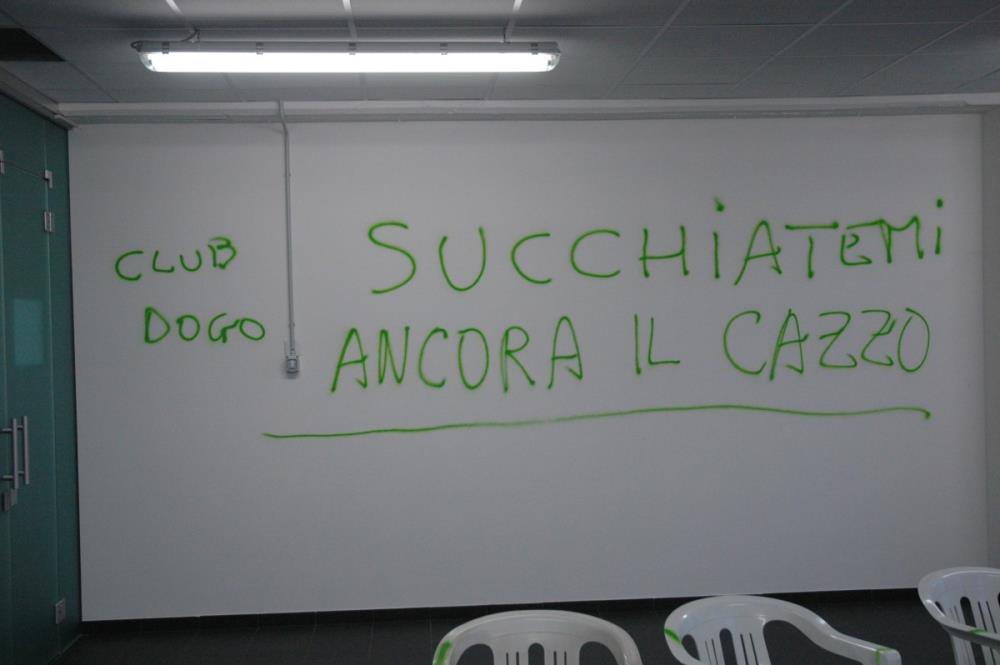 CLUB
DOGO
SUCCHIATEMI
ANCORA IL CAZZO